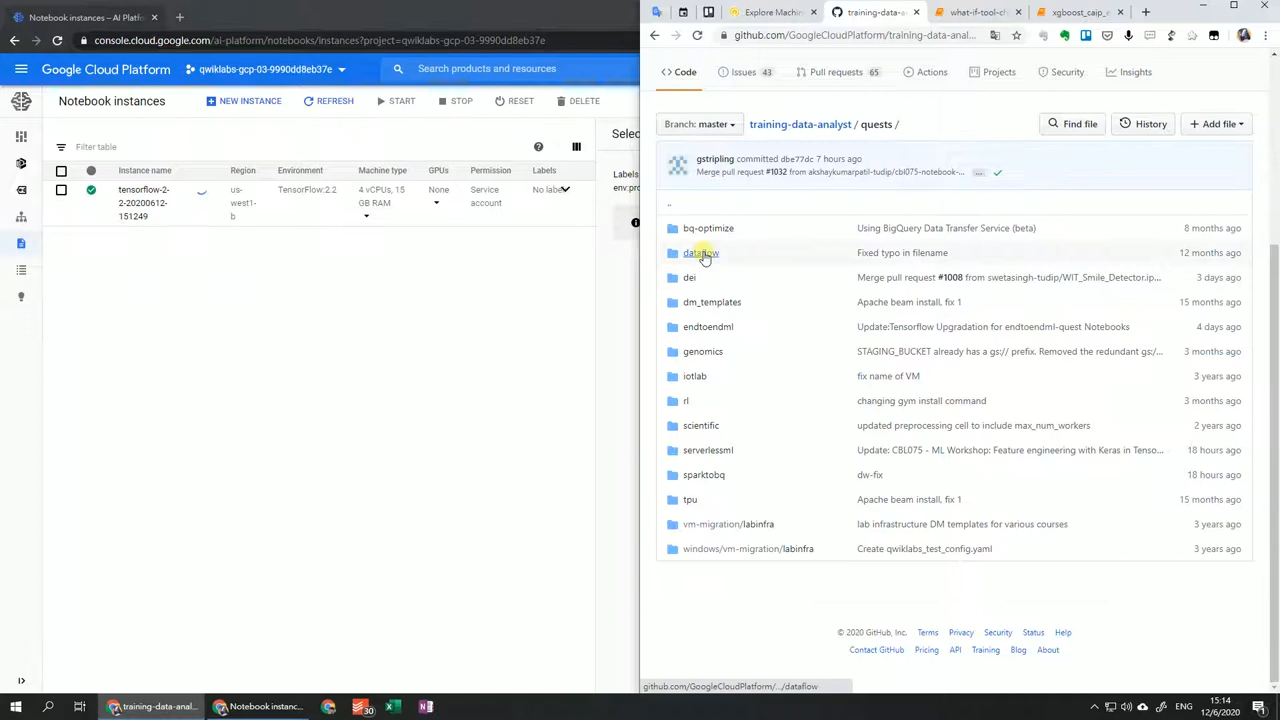 Notebook instances – AI Platfo
console.cloud.google.com/ai-platform/notebooks/instances?project=qwiklabs-gcp-03-9990dd8eb37e
Google Cloud Platform
qwiklabs-gcp-03-9990dd8eb37e
Search products and resources
Notebook instances
NEW INSTANCE
REFRESH
START
STOP
RESET
DELETE
Filter table
Selec
Instance name
Region
Environment
Machine type
GPUs
Permission
Labels
tensorflow-2-
2-20200612-
151249
us-
west1-
b
TensorFlow:2.2
4 vCPUs, 15
GB RAM
None
Service
account
No label
Labels
env:pro
Explore Machin
training-data-a
what-if-tool-ch
xgboost_caip_e
github.com/GoogleCloudPlatform/training-data-anal...
Code
Issues 43
Pull requests 65
Actions
Projects
Security
Insights
Branch: master
training-data-analyst / quests /
Find file
History
Add file
gstripling committed dbe77dc 7 hours ago
Merge pull request #1032 from akshaykumarpatil-tudip/cbl075-notebook-... ...
..
bq-optimize Using BigQuery Data Transfer Service (beta) 8 months ago
dataflow Fixed typo in filename 12 months ago
dei Merge pull request #1008 from swetasingh-tudip/WIT_Smile_Detector.ip... 3 days ago
dm_templates Apache beam install, fix 1 15 months ago
endtoendml Update:Tensorflow Upgradation for endtoendml-quest Notebooks 4 days ago
genomics STAGING_BUCKET already has a gs:// prefix. Removed the redundant gs:/... 3 months ago
iotlab fix name of VM 3 years ago
rl changing gym install command 3 months ago
scientific updated preprocessing cell to include max_num_workers 2 years ago
serverlessml Update: CBL075 - ML Workshop: Feature engineering with Keras in Tenso... 18 hours ago
sparktobq dw-fix 18 hours ago
tpu Apache beam install, fix 1 15 months ago
vm-migration/labinfra lab infrastructure DM templates for various courses 3 years ago
windows/vm-migration/labinfra Create qwiklabs_test_config.yaml 3 years ago
© 2020 GitHub, Inc. Terms Privacy Security Status Help
Contact GitHub Pricing API Training Blog About
github.com/GoogleCloudPlatform/.../dataflow
training-data-anal...
Notebook instanc...
30
ENG
15:14
12/6/2020
1